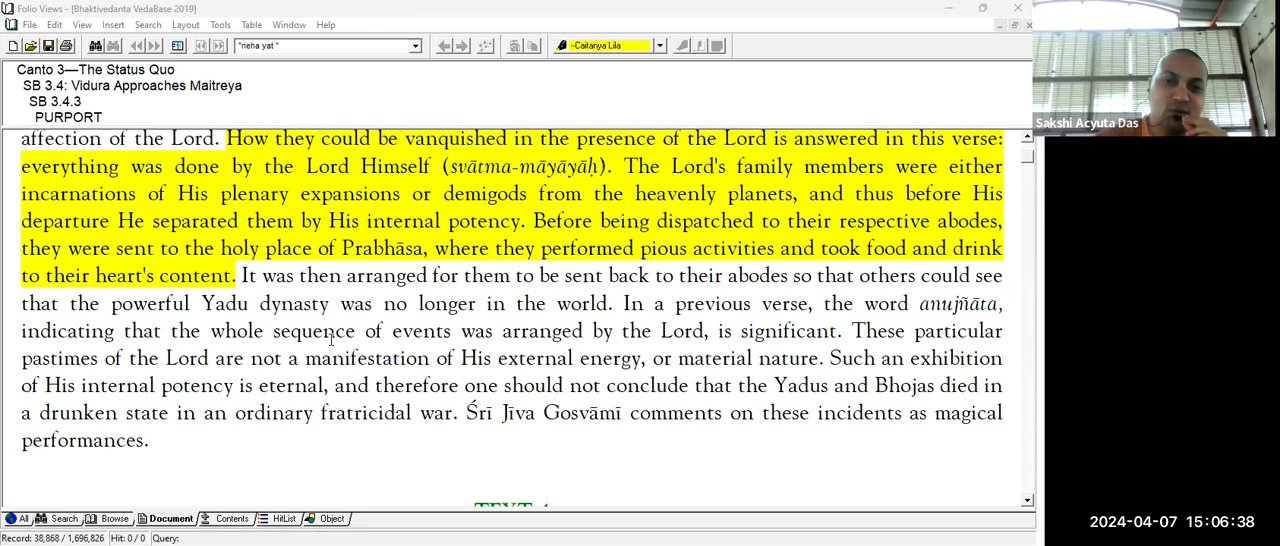 Folio Views - [Bhaktivedanta VedaBase 2019]
File Edit View Insert Search Layout Tools Table Window Help
"neha yat" ~Caitanya Lila
Canto 3—The Status Quo
SB 3.4: Vidura Approaches Maitreya
SB 3.4.3
PURPORT
affection of the Lord. How they could be vanquished in the presence of the Lord is answered in this verse:
everything was done by the Lord Himself (svātma-māyāyāḥ). The Lord's family members were either
incarnations of His plenary expansions or demigods from the heavenly planets, and thus before His
departure He separated them by His internal potency. Before being dispatched to their respective abodes,
they were sent to the holy place of Prabhāsa, where they performed pious activities and took food and drink
to their heart's content. It was then arranged for them to be sent back to their abodes so that others could see
that the powerful Yadu dynasty was no longer in the world. In a previous verse, the word anujñāta,
indicating that the whole sequence of events was arranged by the Lord, is significant. These particular
pastimes of the Lord are not a manifestation of His external energy, or material nature. Such an exhibition
of His internal potency is eternal, and therefore one should not conclude that the Yadus and Bhojas died in
a drunken state in an ordinary fratricidal war. Śrī Jīva Gosvāmī comments on these incidents as magical
performances.
All Search Browse Document Contents HitList Object
Record: 38,868 / 1,696,826 Hit: 0 / 0 Query:
Sakshi Acyuta Das
2024-04-07 15:06:38